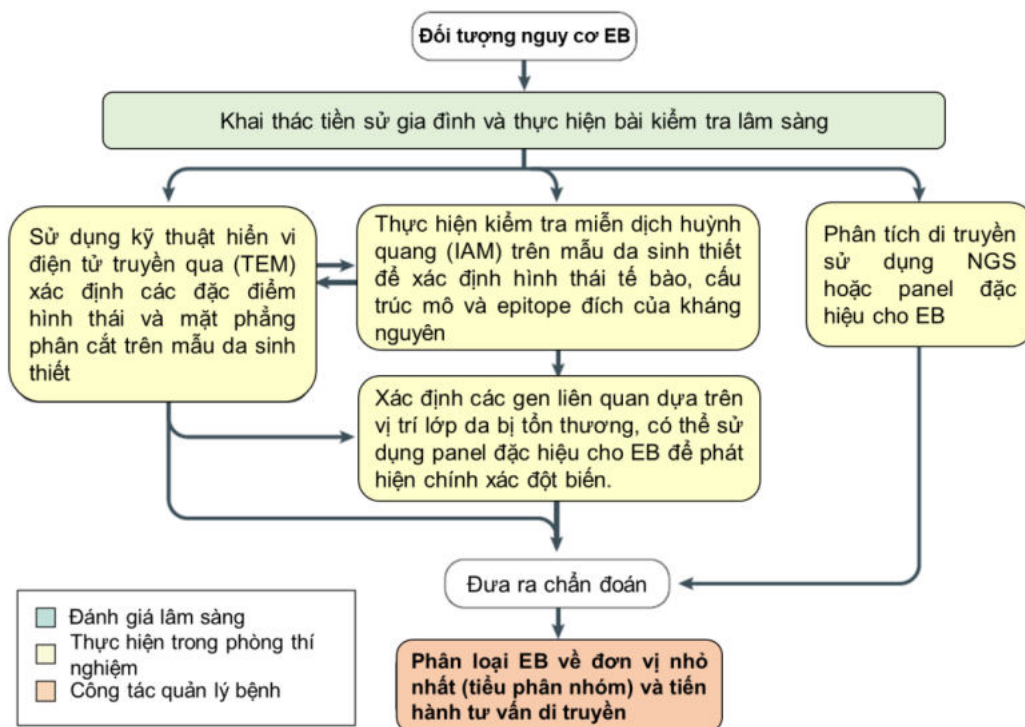 Đối tượng nguy cơ EB
Khai thác tiền sử gia đình và thực hiện bài kiểm tra lâm sàng
Sử dụng kỹ thuật hiển vi
điện tử truyền qua (TEM)
xác định các đặc điểm
hình thái và mặt phẳng
phân cắt trên mẫu da sinh
thiết
Thực hiện kiểm tra miễn dịch huỳnh
quang (IAM) trên mẫu da sinh thiết
để xác định hình thái tế bào, cấu
trúc mô và epitope đích của kháng
nguyên
Phân tích di truyền
sử dụng NGS
hoặc panel đặc
hiệu cho EB
Xác định các gen liên quan dựa trên
vị trí lớp da bị tổn thương, có thể sử
dụng panel đặc hiệu cho EB để phát
hiện chính xác đột biến.
Đưa ra chẩn đoán
Đánh giá lâm sàng
Thực hiện trong phòng thí
nghiệm
Công tác quản lý bệnh
Phân loại EB về đơn vị nhỏ
nhất (tiểu phân nhóm) và tiến
hành tư vấn di truyền